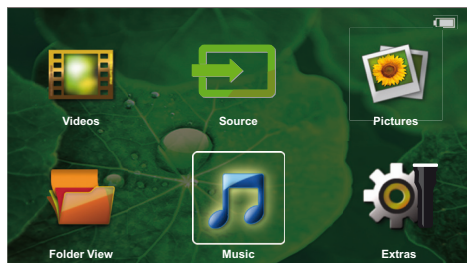 Videos
Source
Pictures
Folder View
Music
Extras